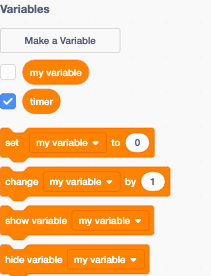 Variables
Make a Variable
my variable
timer
set my variable to 0
change my variable by 1
show variable my variable
hide variable my variable